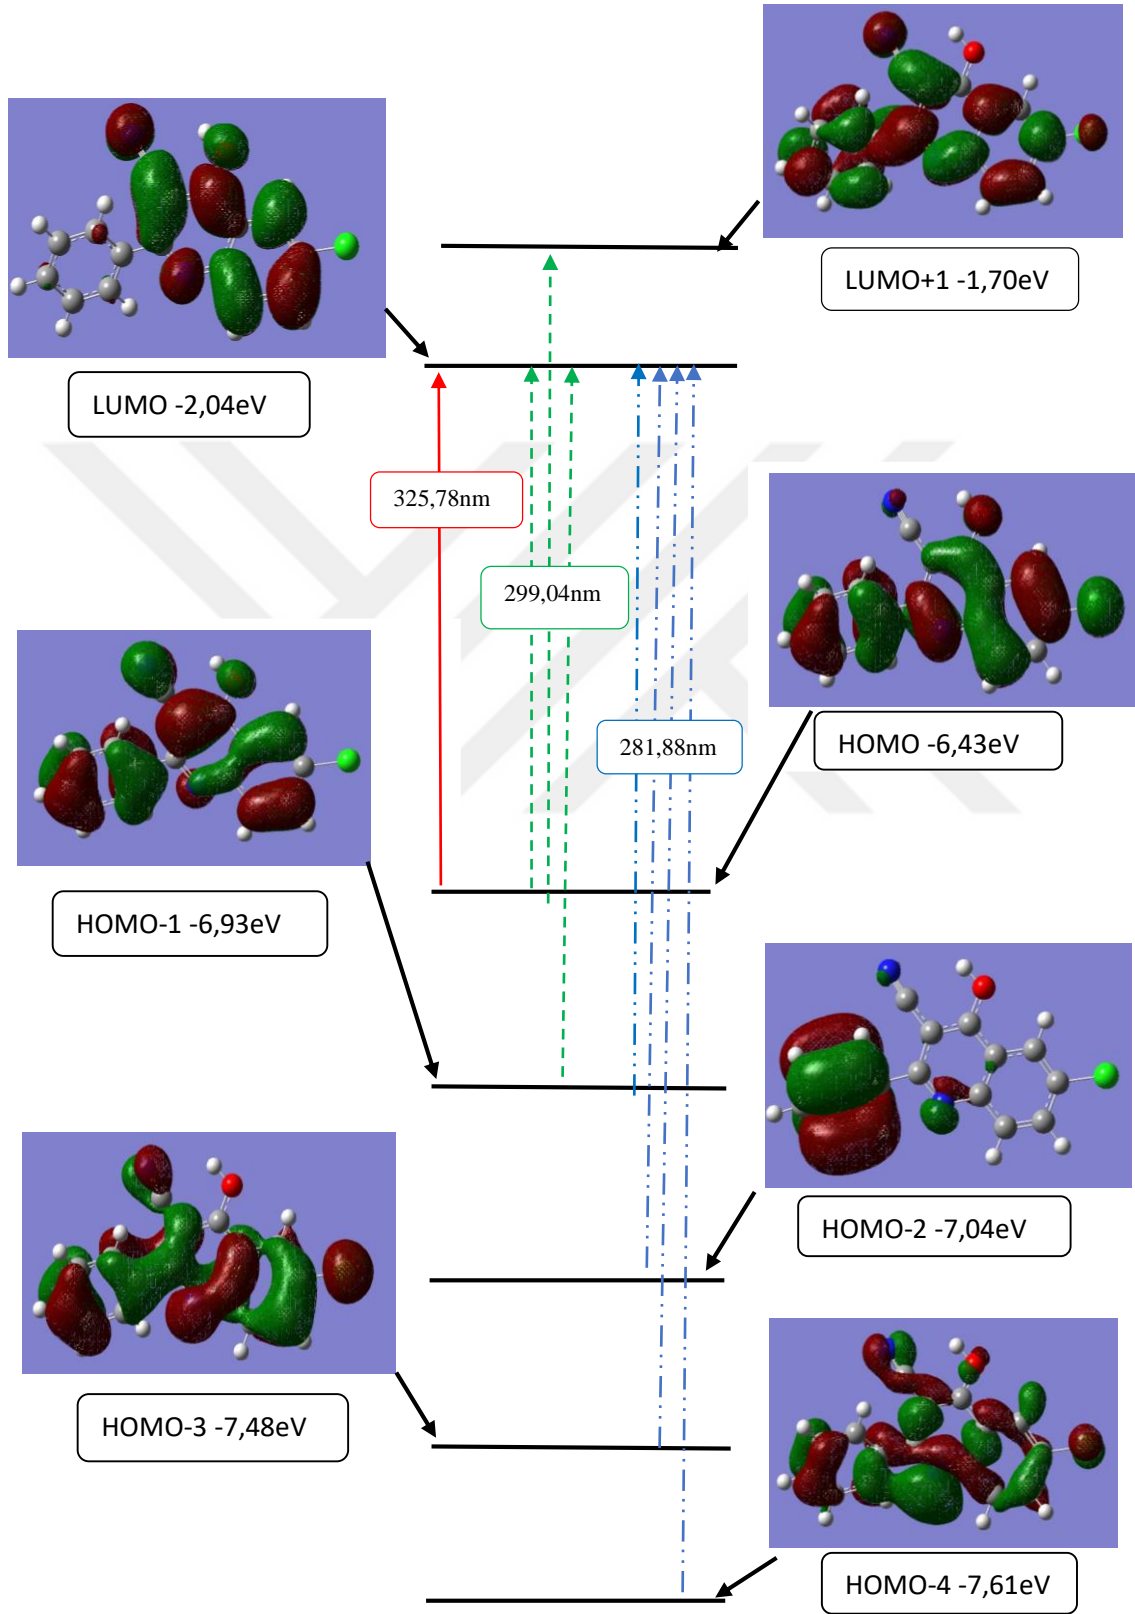 LUMO+1 -1,70eV
LUMO -2,04eV
325,78nm
299,04nm
281,88nm
HOMO -6,43eV
HOMO-1 -6,93eV
HOMO-2 -7,04eV
HOMO-3 -7,48eV
HOMO-4 -7,61eV